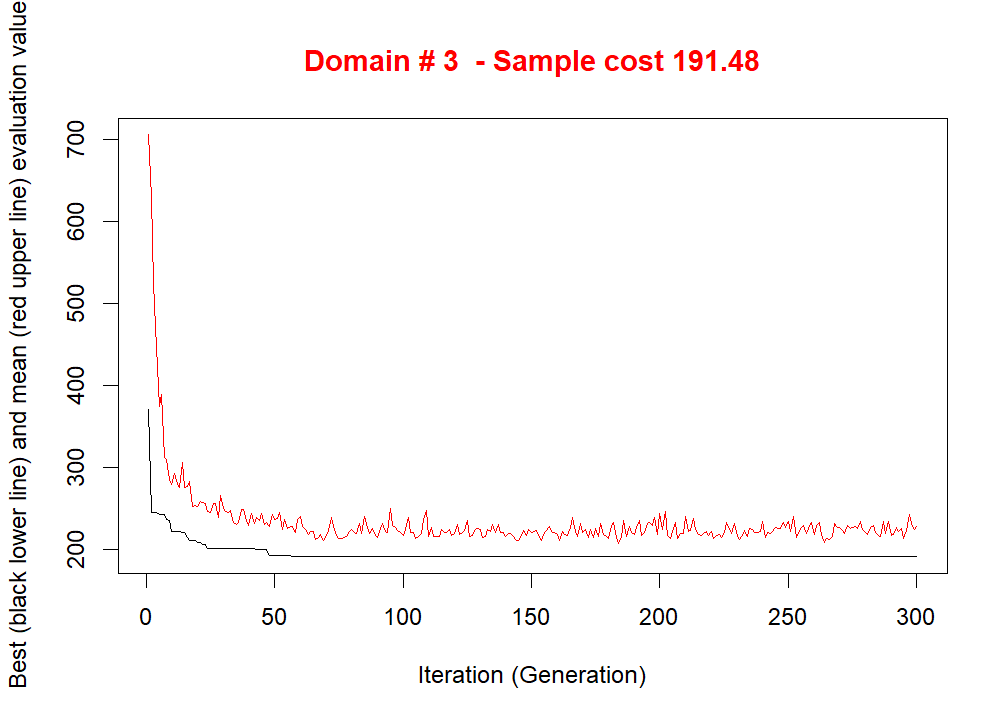 Domain # 3  - Sample cost 191.48
Best (black lower line) and mean (red upper line) evaluation value
700
600
500
400
300
200
0 50 100 150 200 250 300
Iteration (Generation)